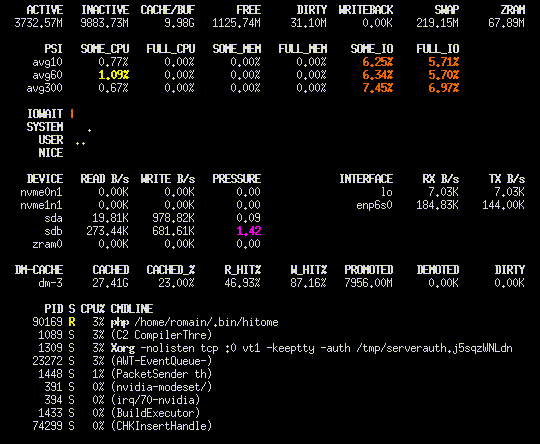 ACTIVE INACTIVE CACHE/BUF FREE DIRTY WRITEBACK SWAP ZRAM
3732.57M 9883.73M 9.98G 1125.74M 31.10M 0.00K 219.15M 67.89M
PSI SOME_CPU FULL_CPU SOME_MEM FULL_MEM SOME_IO FULL_IO
avg10 0.77% 0.00% 0.00% 0.00% 6.25% 5.71%
avg60 1.09% 0.00% 0.00% 0.00% 6.34% 5.70%
avg300 0.67% 0.00% 0.00% 0.00% 7.45% 6.97%
IOWAIT
SYSTEM
USER
NICE
DEVICE READ B/s WRITE B/s PRESSURE INTERFACE RX B/s TX B/s
nvme0n1 0.00K 0.00K 0.00 lo 7.03K 7.03K
nvme1n1 0.00K 0.00K 0.00 enp6s0 184.83K 144.00K
sda 19.81K 978.82K 0.09
sdb 273.44K 681.61K 1.42
zram0 0.00K 0.00K 0.00
DM-CACHE CACHED CACHED_% R_HIT% W_HIT% PROMOTED DEMOTED DIRTY
dm-3 27.41G 23.00% 46.93% 87.16% 7956.00M 0.00K 0.00K
PID S CPU% CMDLINE
90169 R 3% php /home/romain/.bin/hitome
1089 S 3% (C2 CompilerThre)
1309 S 3% Xorg -nolisten tcp :0 vt1 -keeptty -auth /tmp/serverauth.j5sqzWNLdn
23272 S 3% (AWT-EventQueue-)
1448 S 1% (PacketSender th)
391 S 0% (nvidia-modeset/)
394 S 0% (irq/70-nvidia)
1433 S 0% (BuildExecutor)
74299 S 0% (CHKInsertHandle)